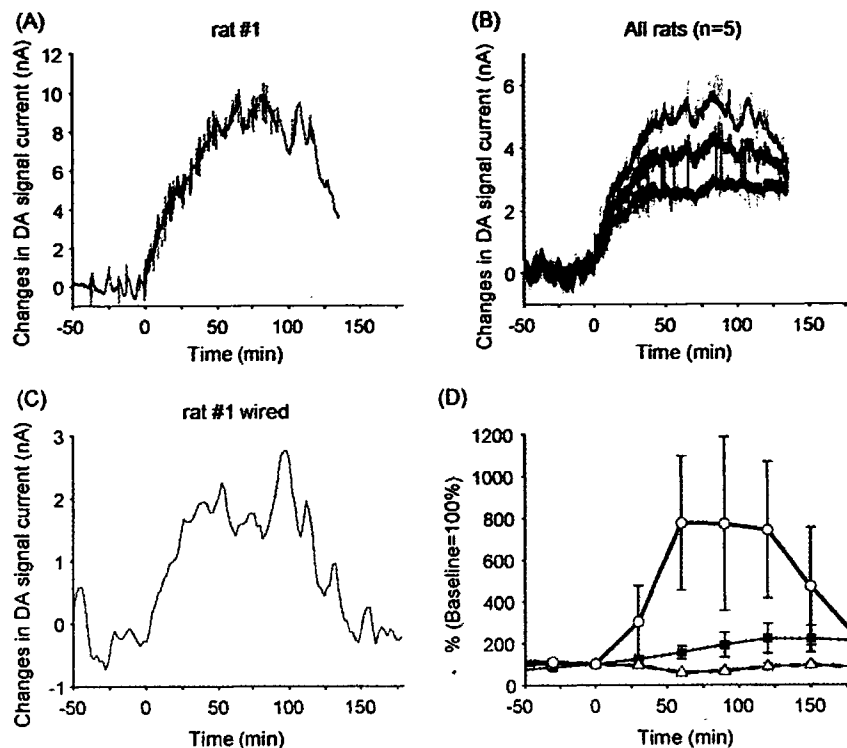 (A)
rat #1
Changes in DA signal current (nA)
12
10
8
6
4
2
0
-50
0
50
100
150
Time (min)
(B)
All rats (n=5)
Changes in DA signal current (nA)
6
4
2
0
-50
0
50
100
150
Time (min)
(C)
rat #1 wired
Changes in DA signal current (nA)
3
2
1
0
-1
-50
0
50
100
150
Time (min)
(D)
% (Baseline=100%)
1200
1000
800
600
400
200
0
-50
0
50
100
150
Time (min)